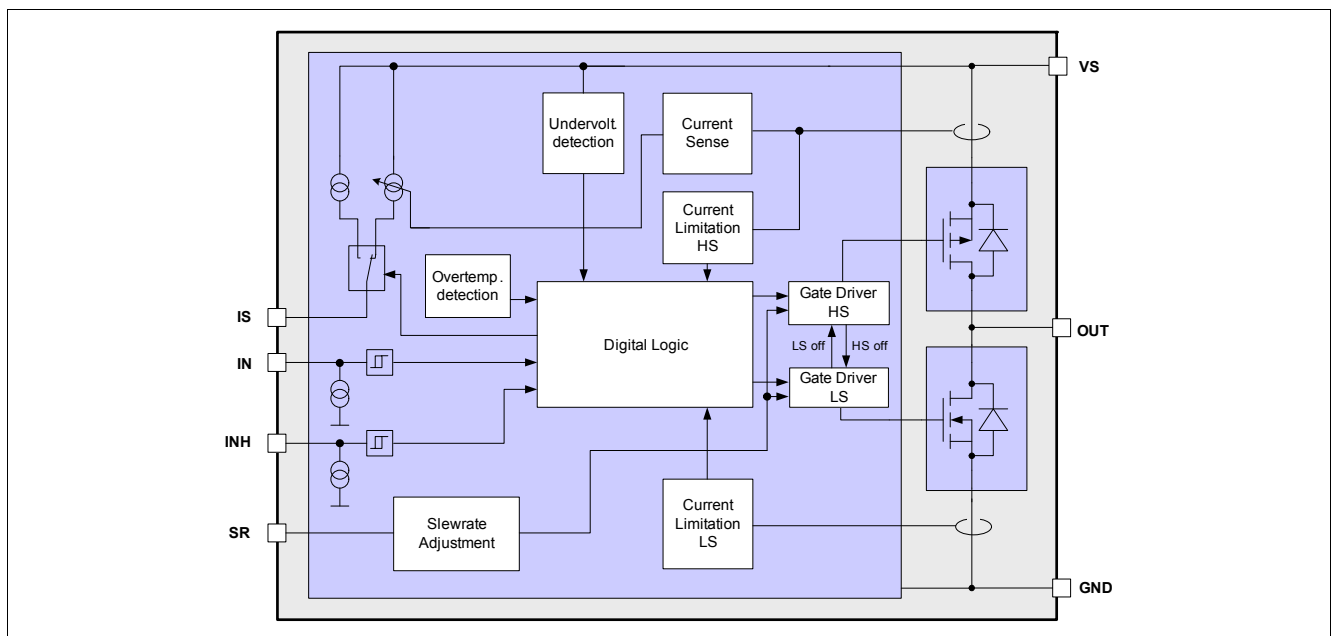 VS
Undervolt.
detection
Current
Sense
Current
Limitation
HS
Overtemp.
detection
Gate Driver
HS
IS
OUT
Digital Logic
LS off
HS off
IN
Gate Driver
LS
INH
Current
Limitation
LS
SR
Slewrate
Adjustment
GND